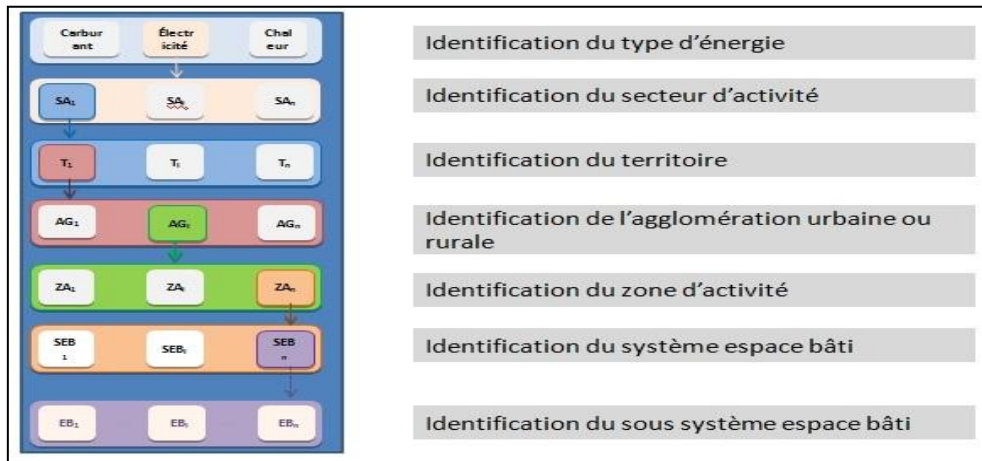 Carbur
ant
Électr
icité
Chal
eur
Identification du type d’énergie
SA₁ SAᵢ SAₙ
Identification du secteur d’activité
T₁ Tᵢ Tₙ
Identification du territoire
AG₁ AGᵢ AGₙ
Identification de l’agglomération urbaine ou
rurale
ZA₁ ZAᵢ ZAₙ
Identification du zone d’activité
SEB
₁
SEBᵢ
SEB
ₙ
Identification du système espace bâti
EB₁ EBᵢ EBₙ
Identification du sous système espace bâti